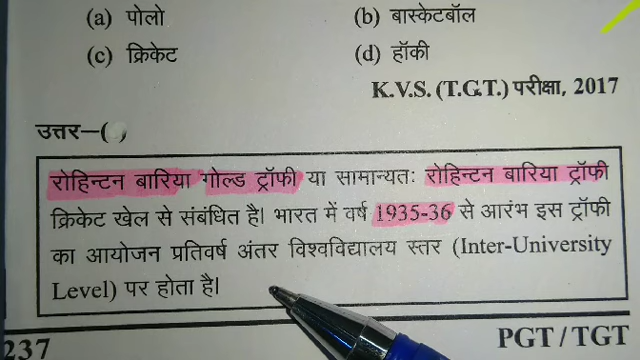 (a) पोलो (b) बास्केटबॉल
(c) क्रिकेट (d) हॉकी
K.V.S. (T.G.T.) परीक्षा, 2017
उत्तर—( )
रोहिन्टन बारिया गोल्ड ट्रॉफी या सामान्यतः रोहिन्टन बारिया ट्रॉफी
क्रिकेट खेल से संबंधित है। भारत में वर्ष 1935-36 से आरंभ इस ट्रॉफी
का आयोजन प्रतिवर्ष अंतर विश्वविद्यालय स्तर (Inter-University
Level) पर होता है।
237 PGT/TGT